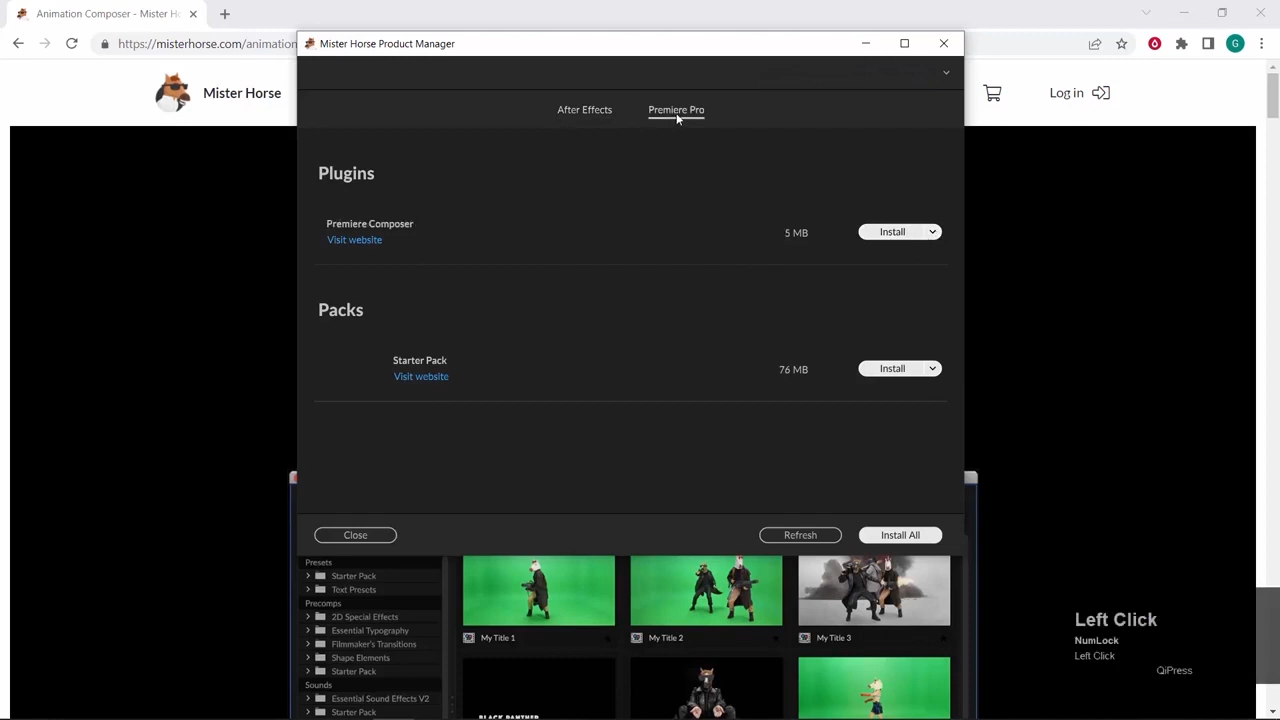 Animation Composer - Mister H
https://misterhorse.com/animation
Mister Horse Product Manager
G
Mister Horse
Log in
After Effects
Premiere Pro
Plugins
Premiere Composer
Visit website
5 MB
Install
Packs
Starter Pack
Visit website
76 MB
Install
Close
Refresh
Install All
Presets
Starter Pack
Text Presets
Precomps
2D Special Effects
Essential Typography
Filmmaker's Transitions
Shape Elements
Starter Pack
Sounds
Essential Sound Effects V2
Starter Pack
My Title 1
My Title 2
My Title 3
BLACK PANTHER
Left Click
NumLock
Left Click
QiPress